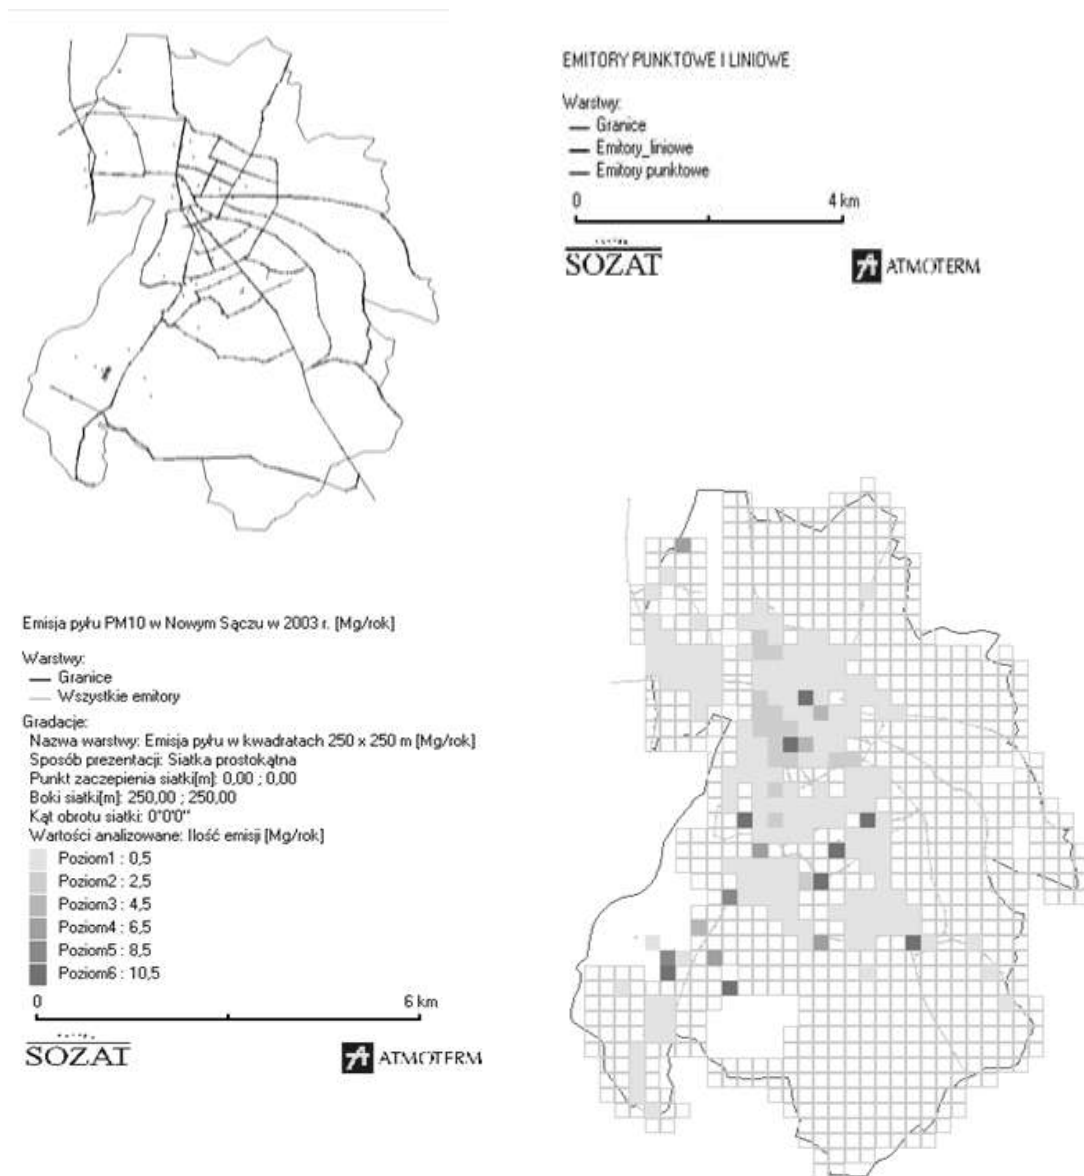 EMITORY PUNKTOWE I LINIOWE
Warstwy:
Granice
Emitory_liniowe
Emitory punktowe
0 4 km
SOZAT
ATMOTERM
Emisja pyłu PM10 w Nowym Sączu w 2003 r. [Mg/rok]
Warstwy:
Granice
Wszystkie emitory
Gradacje:
Nazwa warstwy: Emisja pyłu w kwadratach 250 x 250 m [Mg/rok]
Sposób prezentacji: Siatka prostokątna
Punkt zaczepienia siatki[m]: 0,00 ; 0,00
Boki siatki[m]: 250,00 ; 250,00
Kąt obrotu siatki: 0°0'0"
Wartości analizowane: Ilość emisji [Mg/rok]
Poziom1 : 0,5
Poziom2 : 2,5
Poziom3 : 4,5
Poziom4 : 6,5
Poziom5 : 8,5
Poziom6 : 10,5
0 6 km
SOZAT
ATMOTERM